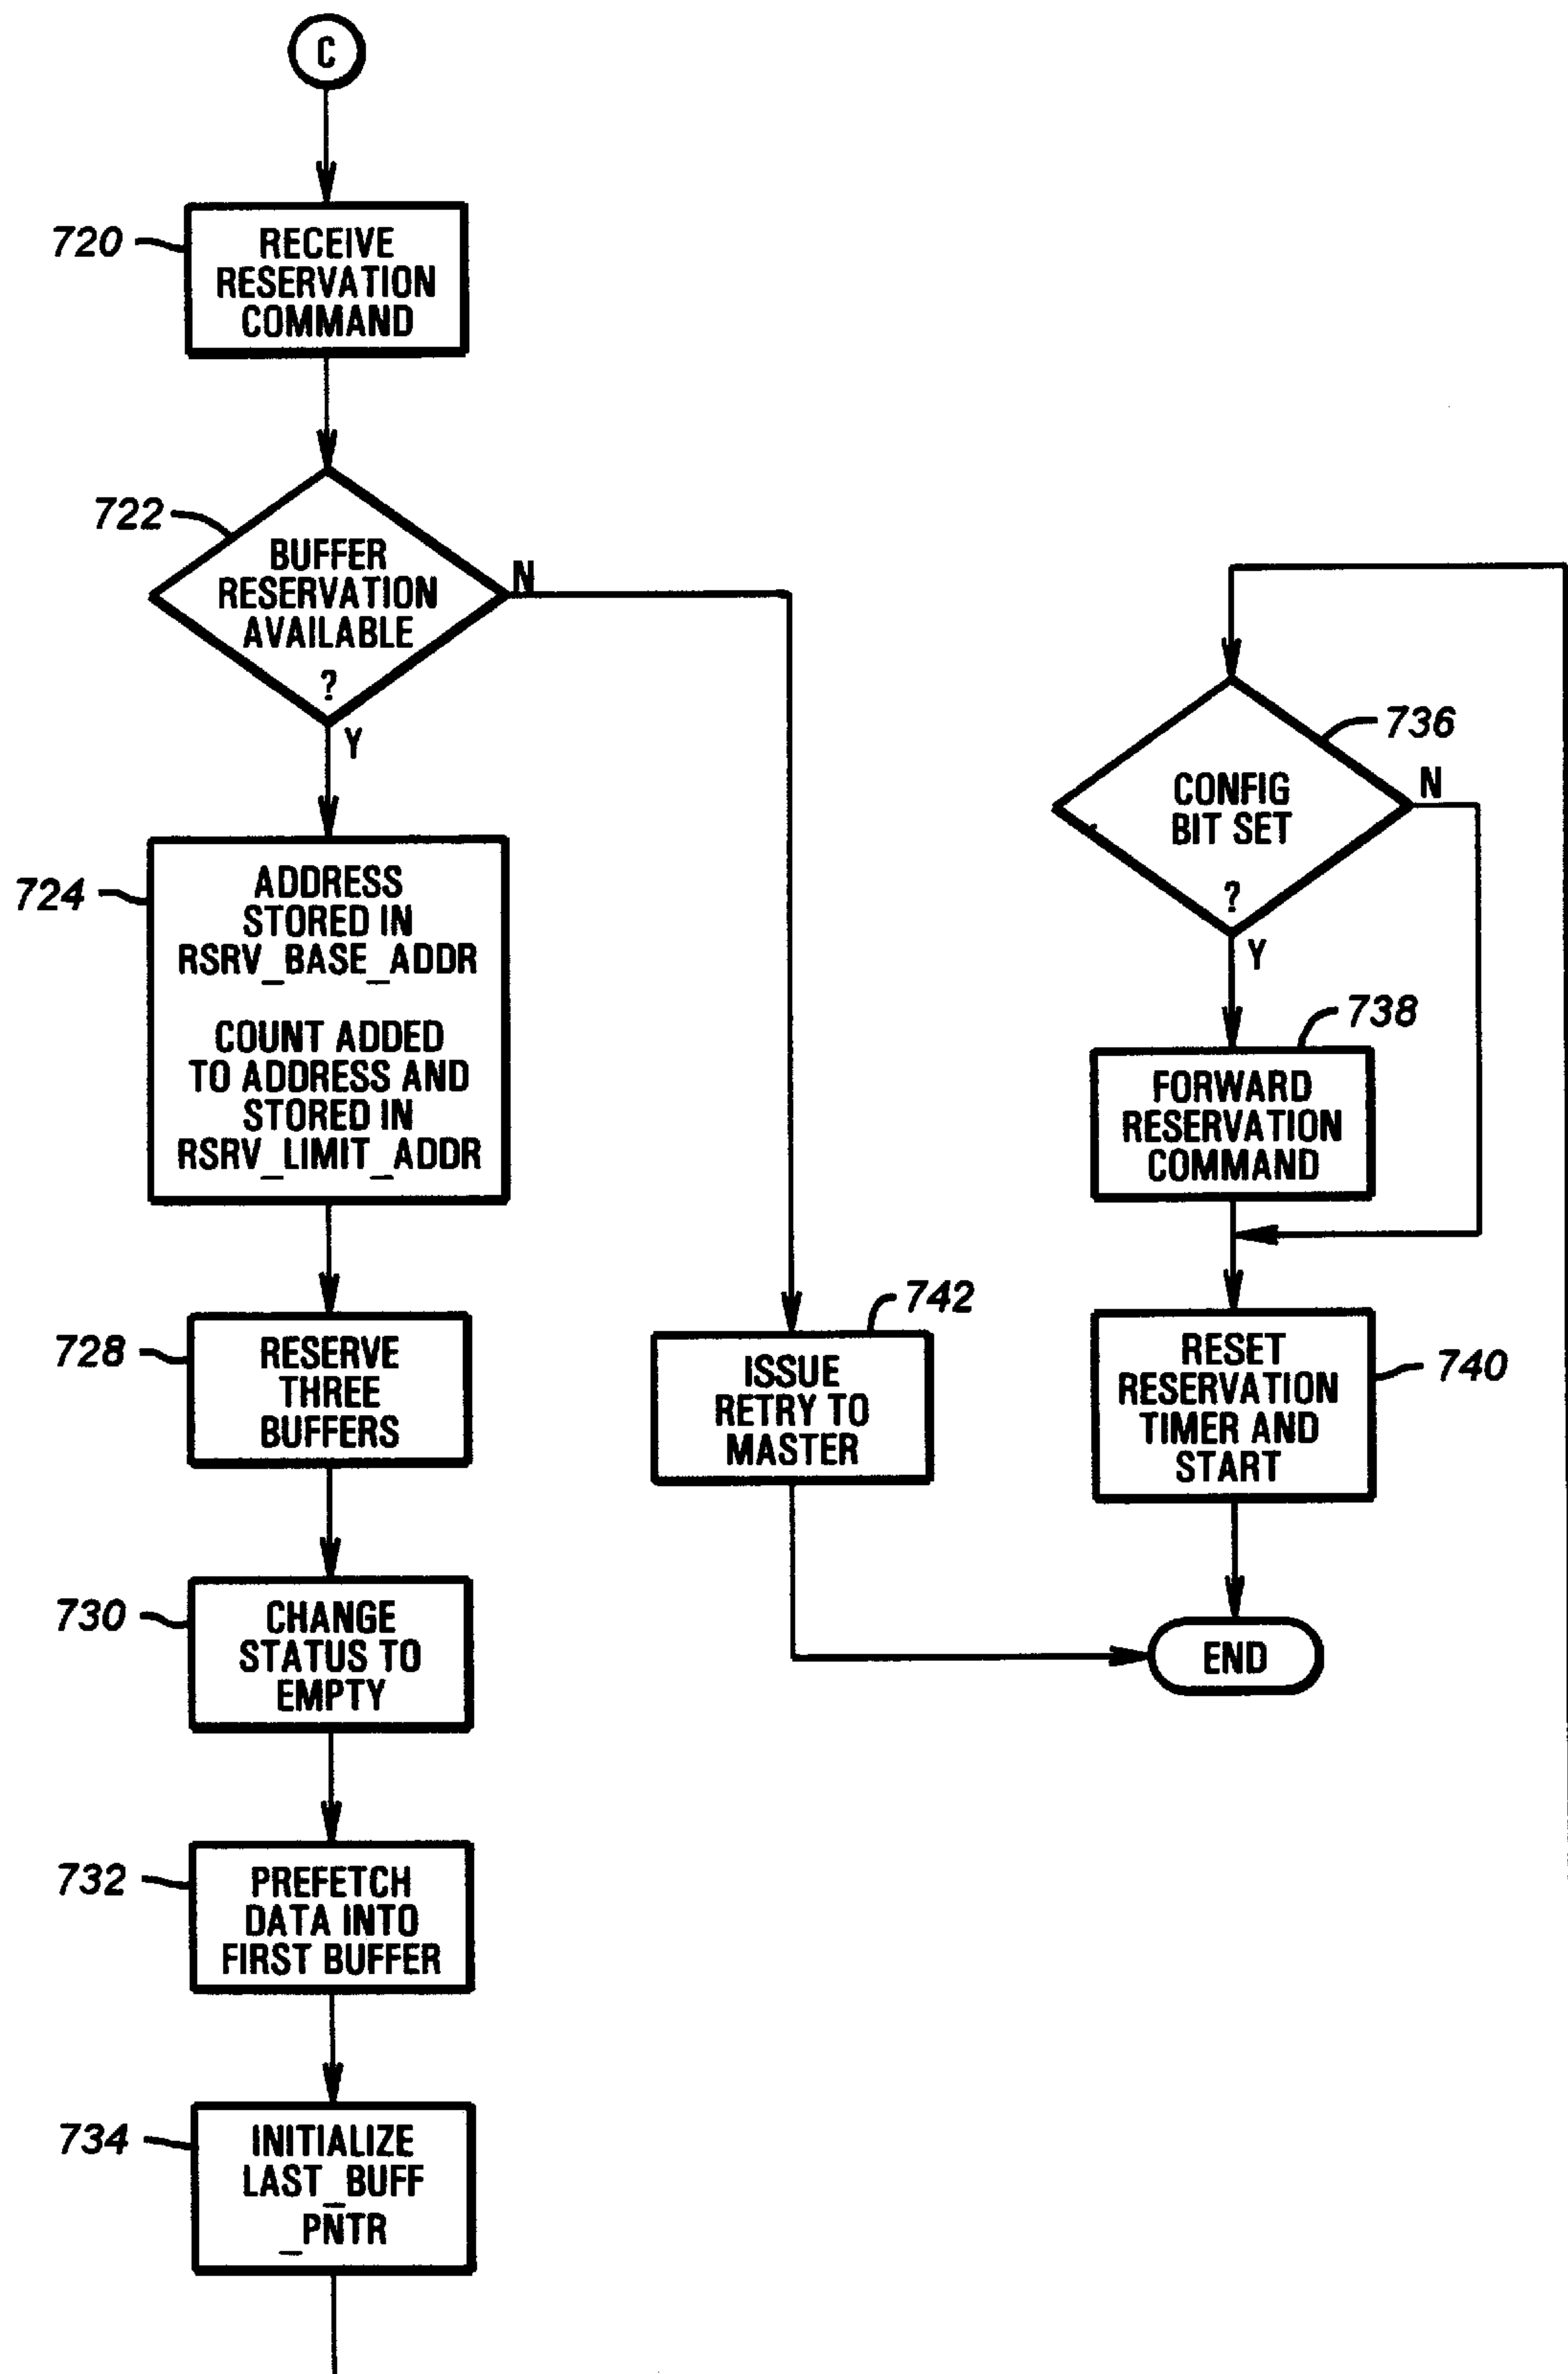 C
720
RECEIVE
RESERVATION
COMMAND
722
BUFFER
RESERVATION
AVAILABLE
?
N
Y
724
ADDRESS
STORED IN
RSRV_BASE_ADDR
COUNT ADDED
TO ADDRESS AND
STORED IN
RSRV_LIMIT_ADDR
728
RESERVE
THREE
BUFFERS
730
CHANGE
STATUS TO
EMPTY
732
PREFETCH
DATA INTO
FIRST BUFFER
734
INITIALIZE
LAST_BUFF
_PNTR
742
ISSUE
RETRY TO
MASTER
736
CONFIG
BIT SET
?
N
Y
738
FORWARD
RESERVATION
COMMAND
740
RESET
RESERVATION
TIMER AND
START
END